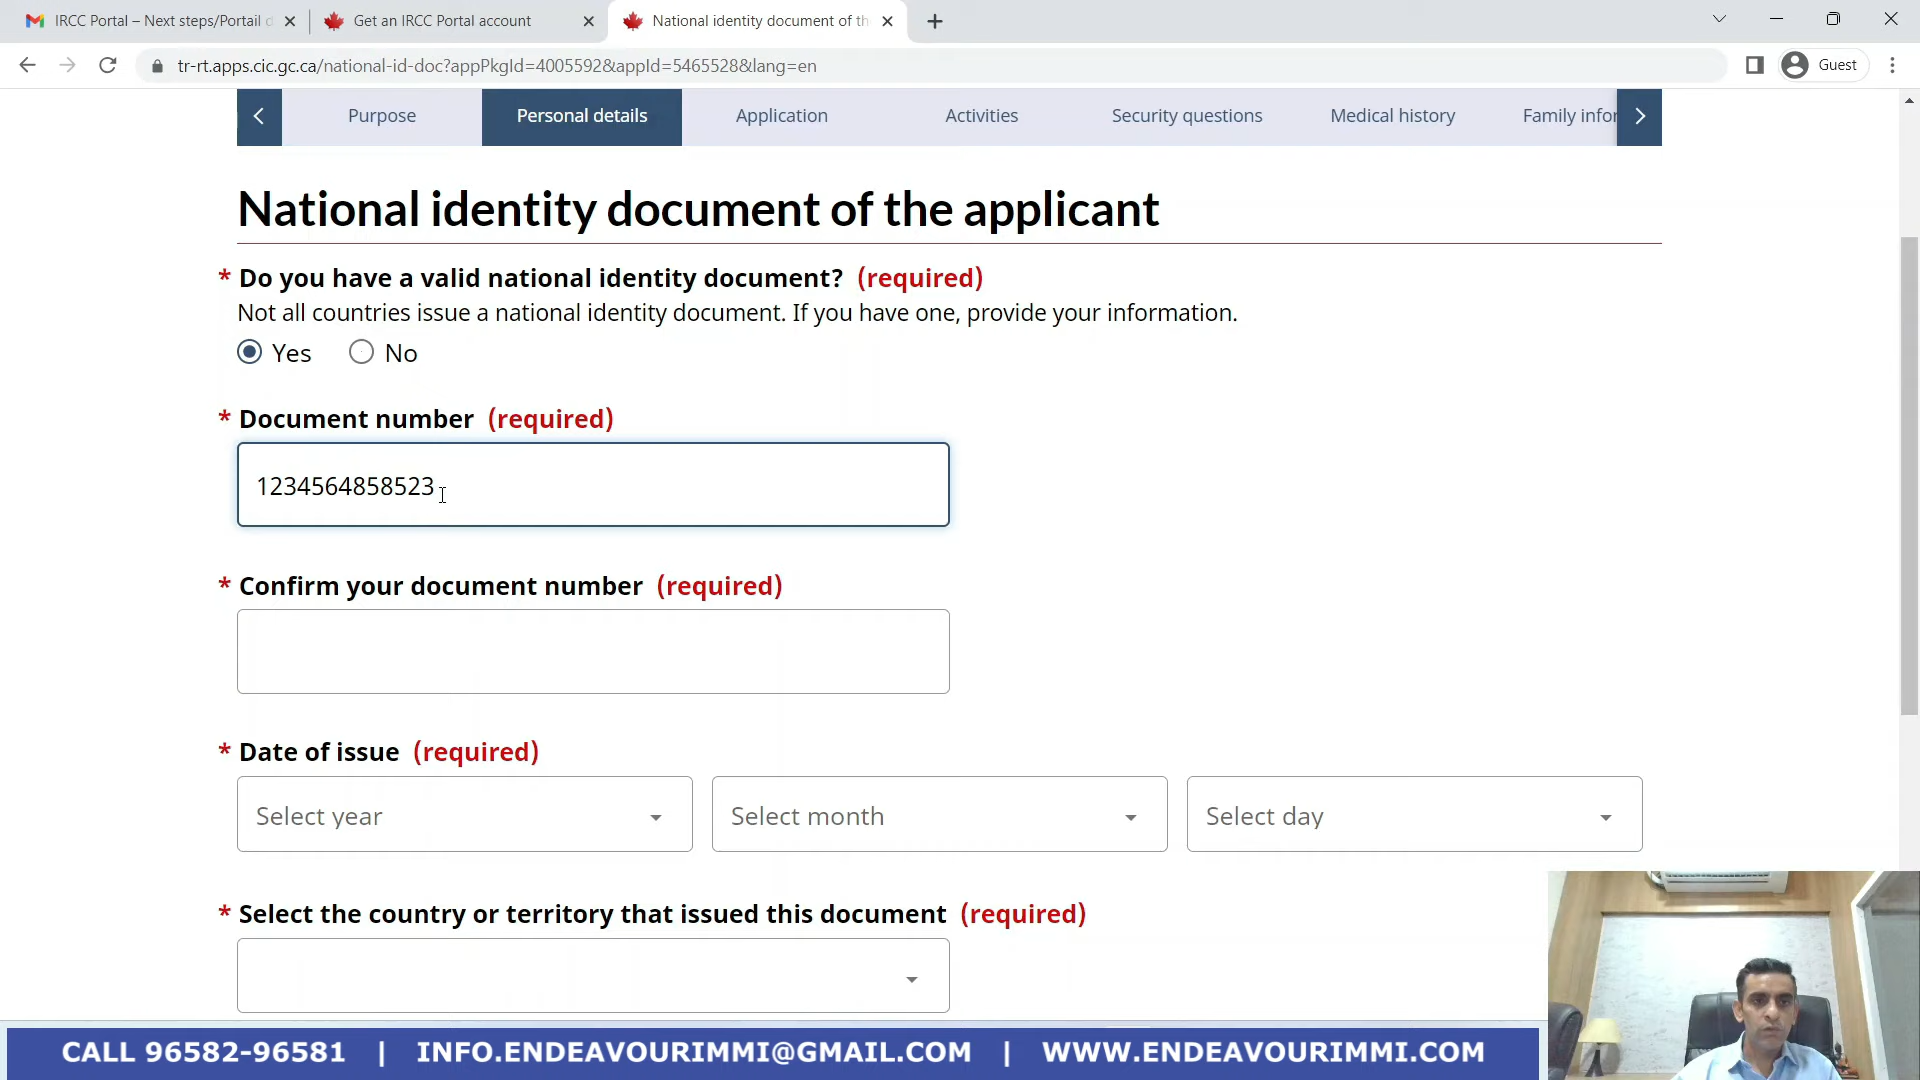 IRCC Portal – Next steps/Portail d
Get an IRCC Portal account
National identity document of th
tr-rt.apps.cic.gc.ca/national-id-doc?appPkgId=4005592&appId=5465528&lang=en
Guest
Purpose
Personal details
Application
Activities
Security questions
Medical history
Family infor
National identity document of the applicant
* Do you have a valid national identity document? (required)
Not all countries issue a national identity document. If you have one, provide your information.
Yes
No
* Document number (required)
1234564858523
* Confirm your document number (required)
* Date of issue (required)
Select year
Select month
Select day
* Select the country or territory that issued this document (required)
CALL 96582-96581 | INFO.ENDEAVOURIMMI@GMAIL.COM | WWW.ENDEAVOURIMMI.COM